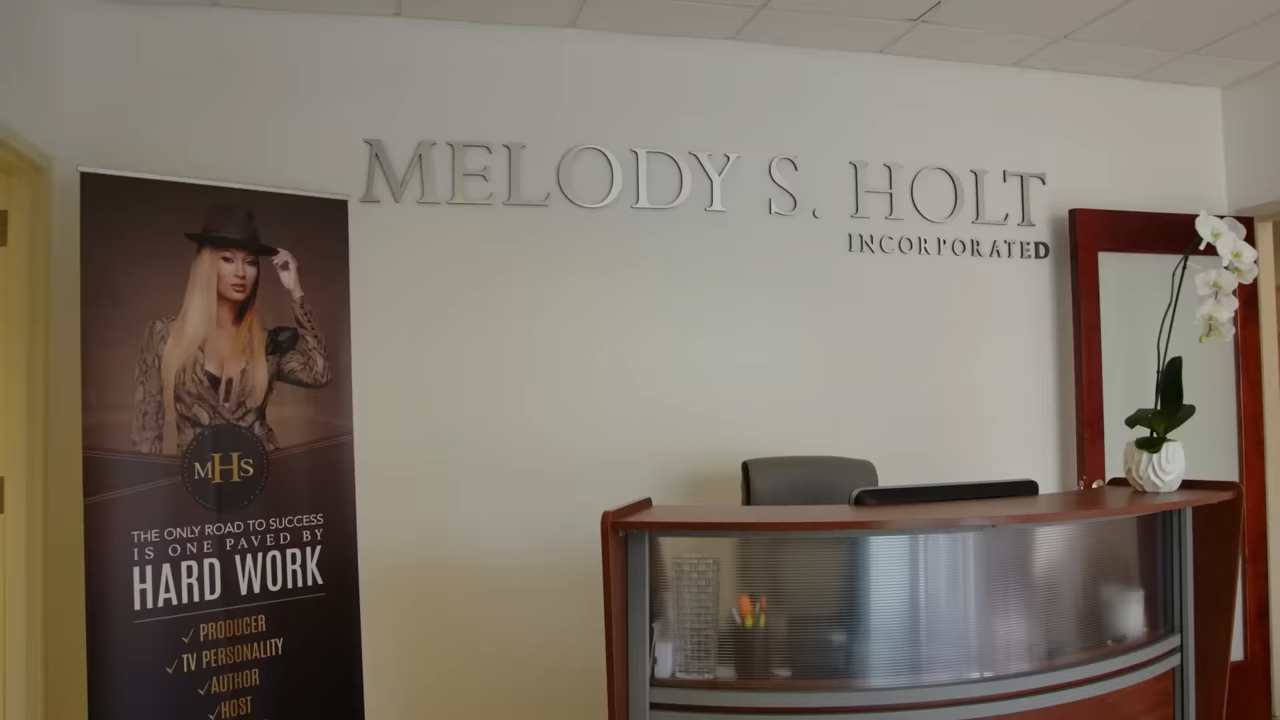 MELODY S. HOLT
INCORPORATED
MHS
THE ONLY ROAD TO SUCCESS
IS ONE PAVED BY
HARD WORK
✓ PRODUCER
✓ TV PERSONALITY
✓ AUTHOR
✓ HOST